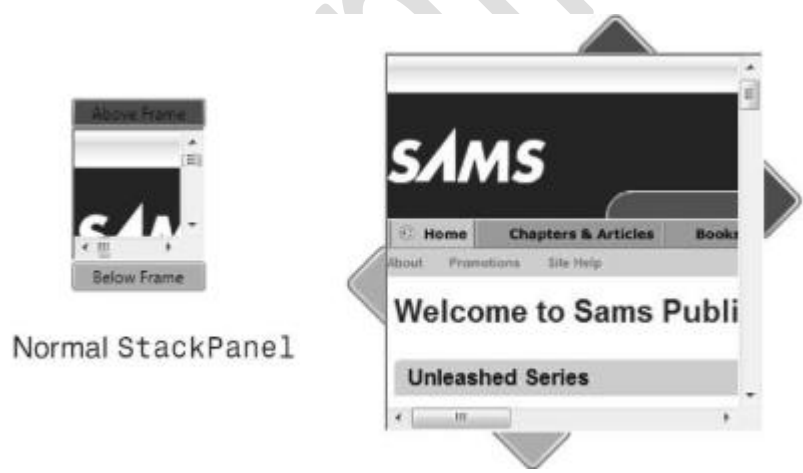 Above Frame
SAM
Below Frame
Normal StackPanel
SAMS
Home Chapters & Articles Books
About Promotions Site Help
Welcome to Sams Publi
Unleashed Series